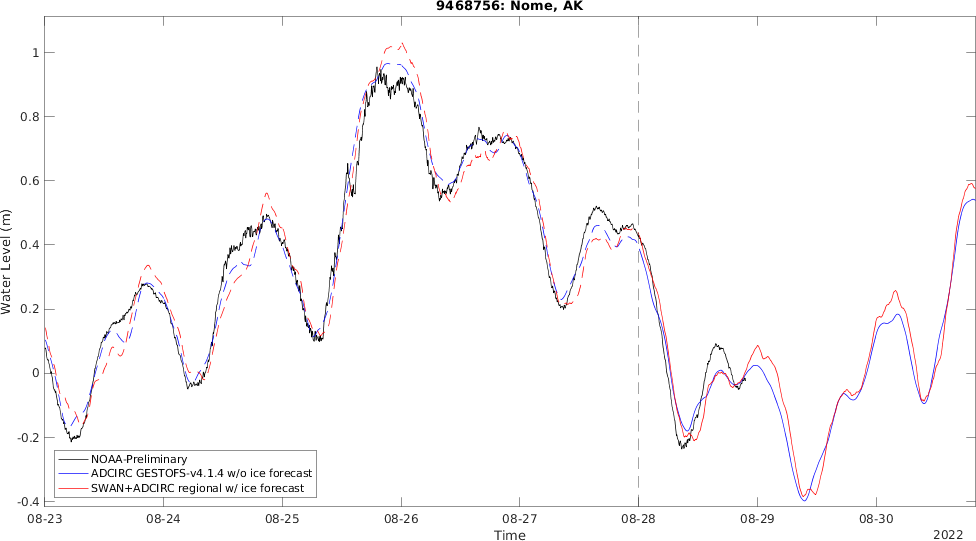 9468756: Nome, AK
1
0.8
0.6
0.4
0.2
0
-0.2
-0.4
Water Level (m)
NOAA-Preliminary
ADCIRC GESTOFS-v4.1.4 w/o ice forecast
SWAN+ADCIRC regional w/ ice forecast
08-23 08-24 08-25 08-26 08-27 08-28 08-29 08-30
Time
2022